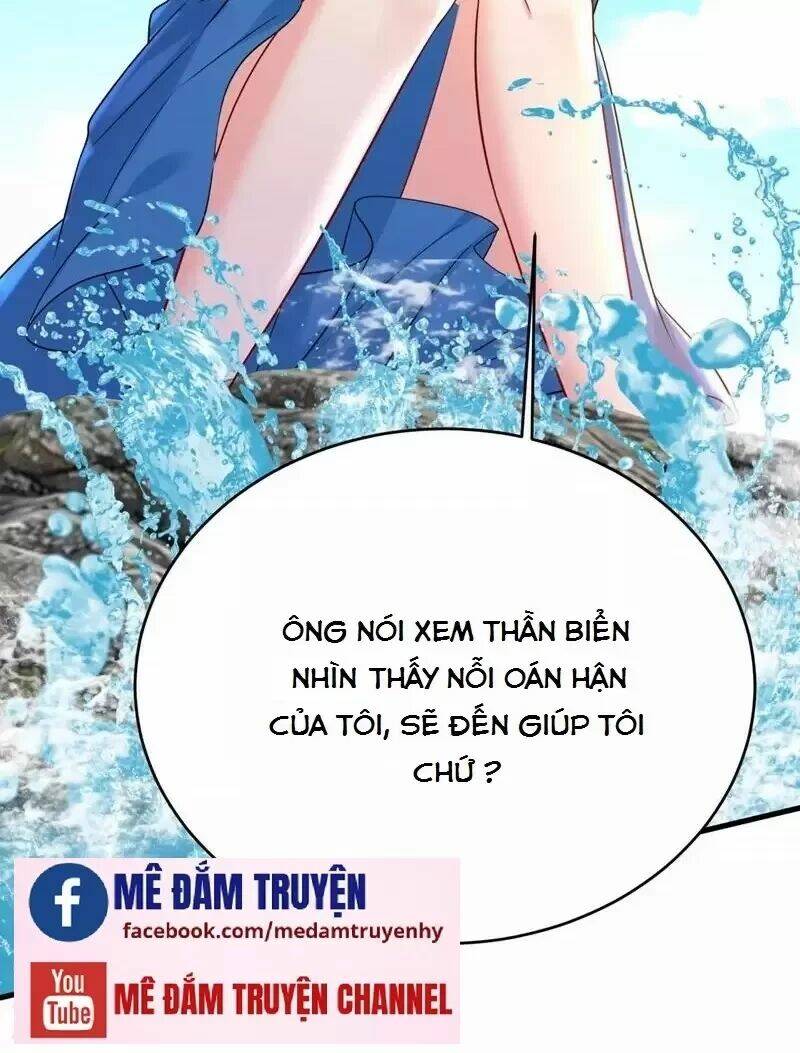 ÔNG NÓI XEM THẦN BIỂN
NHÌN THẤY NỖI OÁN HẬN
CỦA TÔI, SẼ ĐẾN GIÚP TÔI
CHỨ ?
f MÊ ĐẮM TRUYỆN
facebook.com/medamtruyenhy
You
Tube
MÊ ĐẮM TRUYỆN CHANNEL